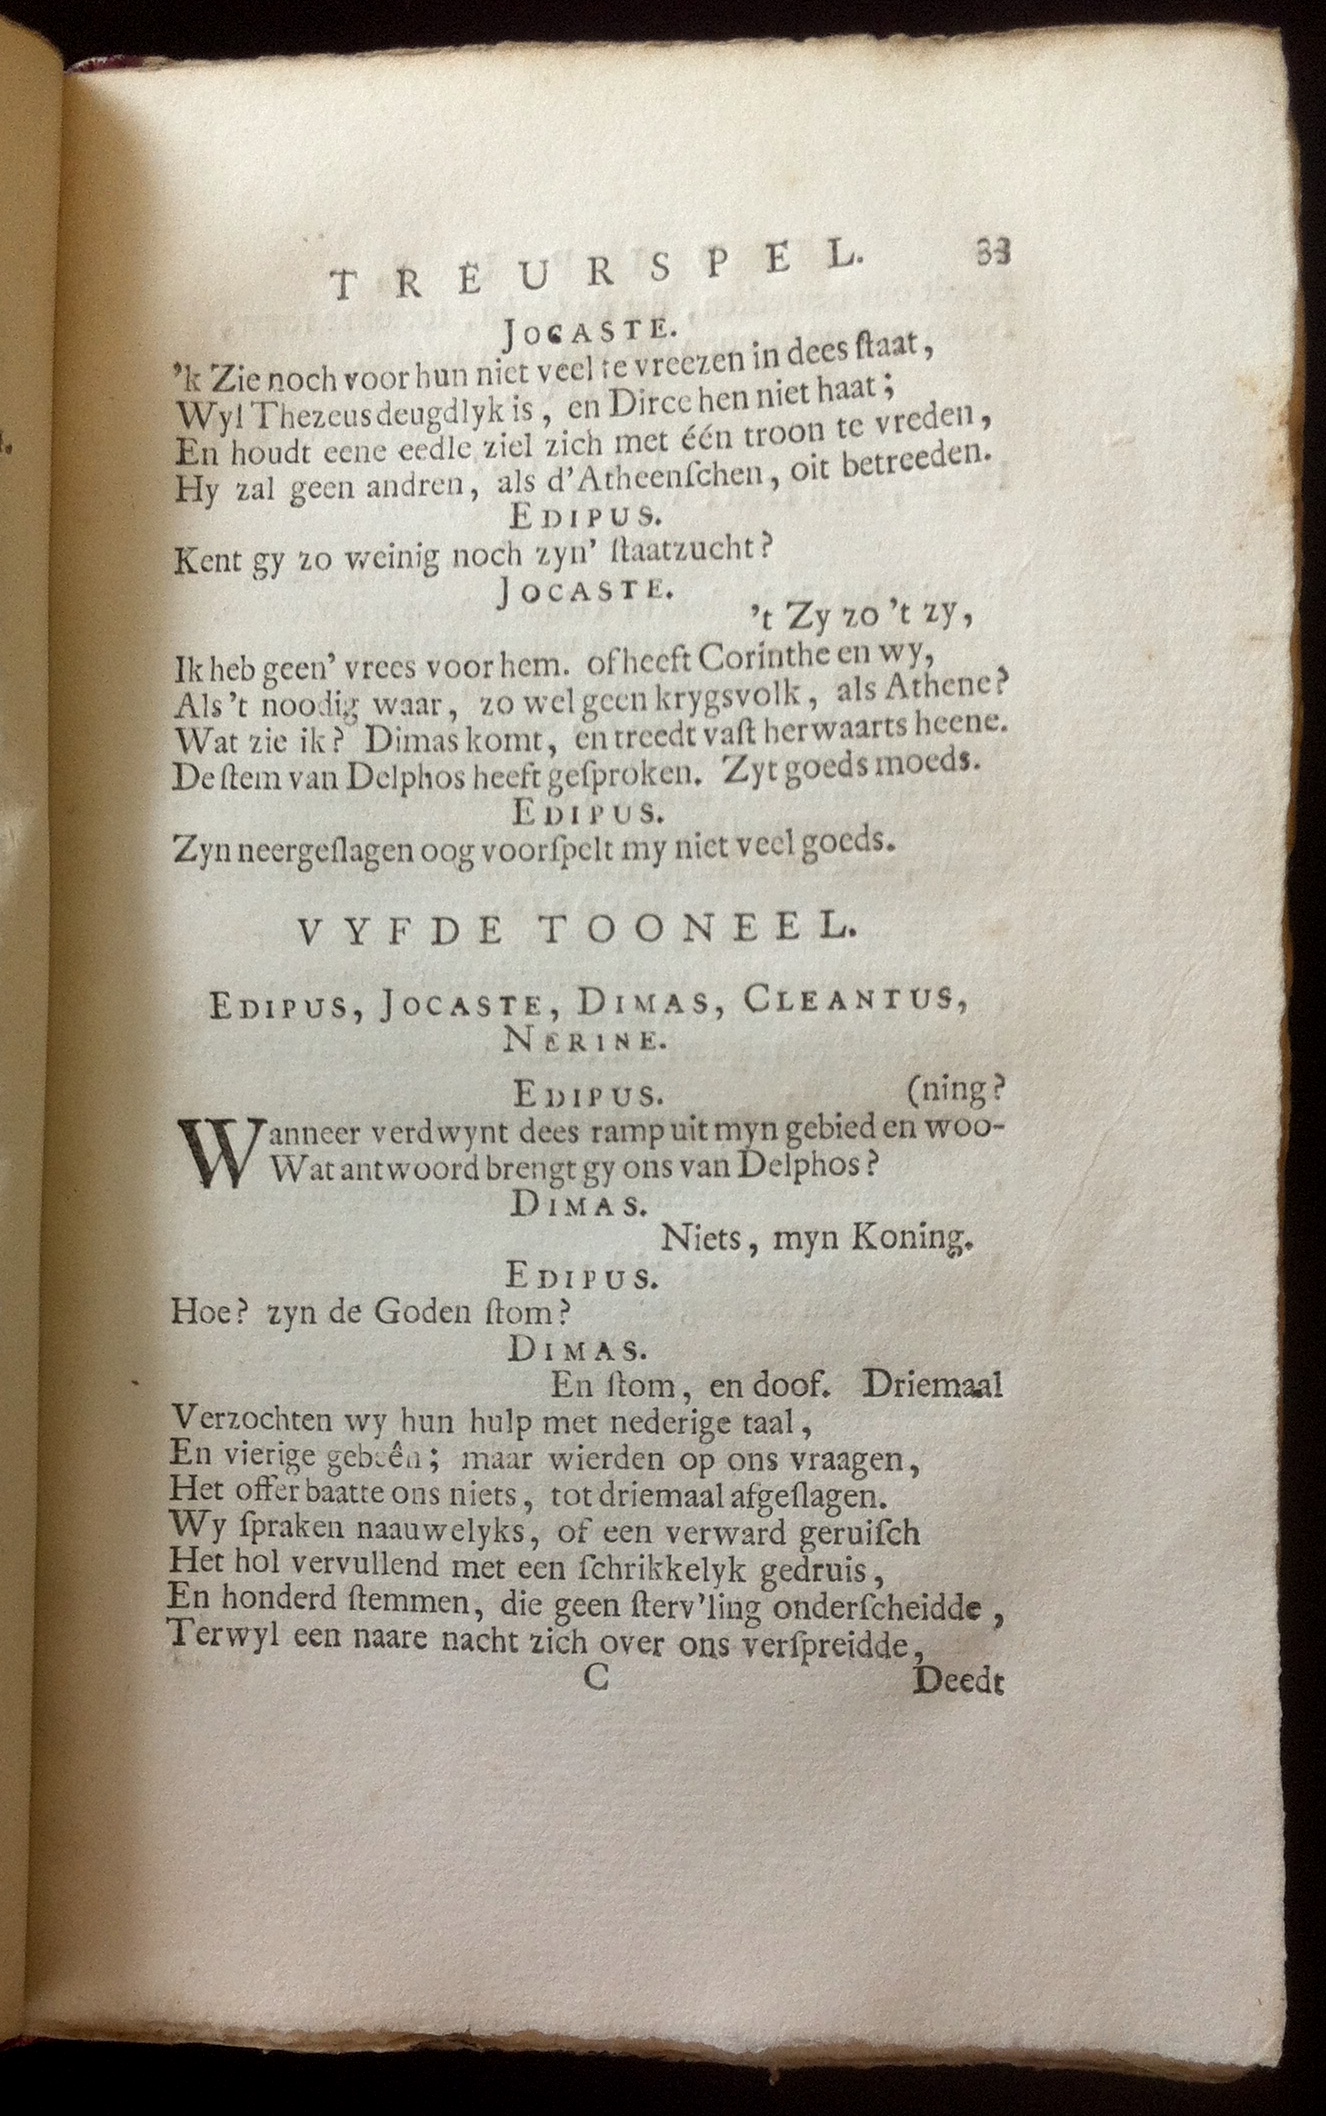 TREURSPEL. 33
JOCASTE.
'k Zie noch voor hun niet veel te vreezen in dees ſtaat,
Wyl Thezeus deugdlyk is, en Dirce hen niet haat;
En houdt eene eedle ziel zich met één troon te vreden,
Hy zal geen andren, als d'Atheenſchen, oit betreeden.
EDIPUS.
Kent gy zo weinig noch zyn' ſtaatzucht?
JOCASTE.
't Zy zo 't zy,
Ik heb geen' vrees voor hem. of heeft Corinthe en wy,
Als 't noodig waar, zo wel geen krygsvolk, als Athene?
Wat zie ik? Dimas komt, en treedt vaſt herwaarts heene.
De ſtem van Delphos heeft geſproken. Zyt goeds moeds.
EDIPUS.
Zyn neergeſlagen oog voorſpelt my niet veel goeds.
VYFDE TOONEEL.
EDIPUS, JOCASTE, DIMAS, CLEANTUS,
NERINE.
EDIPUS. (ning?
Wanneer verdwynt dees ramp uit myn gebied en woo-
Wat antwoord brengt gy ons van Delphos?
DIMAS.
Niets, myn Koning.
EDIPUS.
Hoe? zyn de Goden ſtom?
DIMAS.
En ſtom, en doof. Driemaal
Verzochten wy hun hulp met nederige taal,
En vierige gebeên; maar wierden op ons vraagen,
Het offer baatte ons niets, tot driemaal afgeſlagen.
Wy ſpraken naauwelyks, of een verward geruiſch
Het hol vervullend met een ſchrikkelyk gedruis,
En honderd ſtemmen, die geen ſterv'ling onderſcheidde,
Terwyl een naare nacht zich over ons verſpreidde,
C Deedt